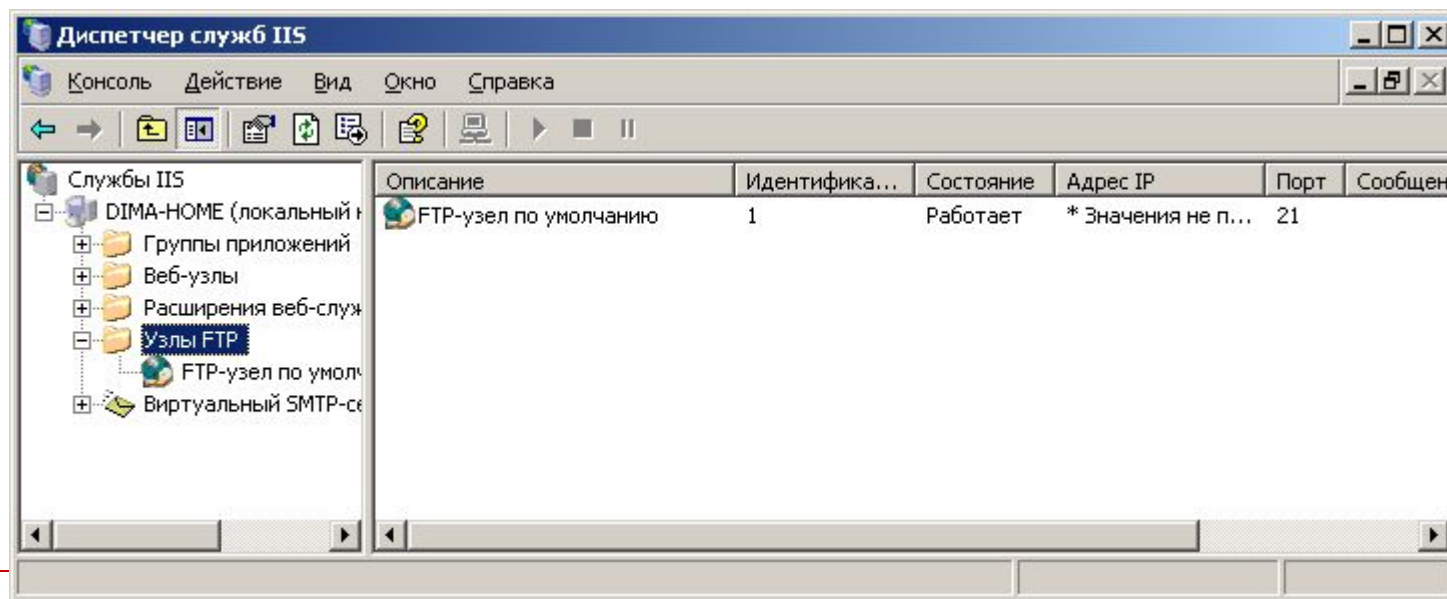 Диспетчер служб IIS
Консоль Действие Вид Окно Справка
Службы IIS
DIMA-HOME (локальный к
Группы приложений
Веб-узлы
Расширения веб-служ
Узлы FTP
FTP-узел по умолч
Виртуальный SMTP-се
Описание Идентифика... Состояние Адрес IP Порт Сообщен
FTP-узел по умолчанию 1 Работает * Значения не п... 21